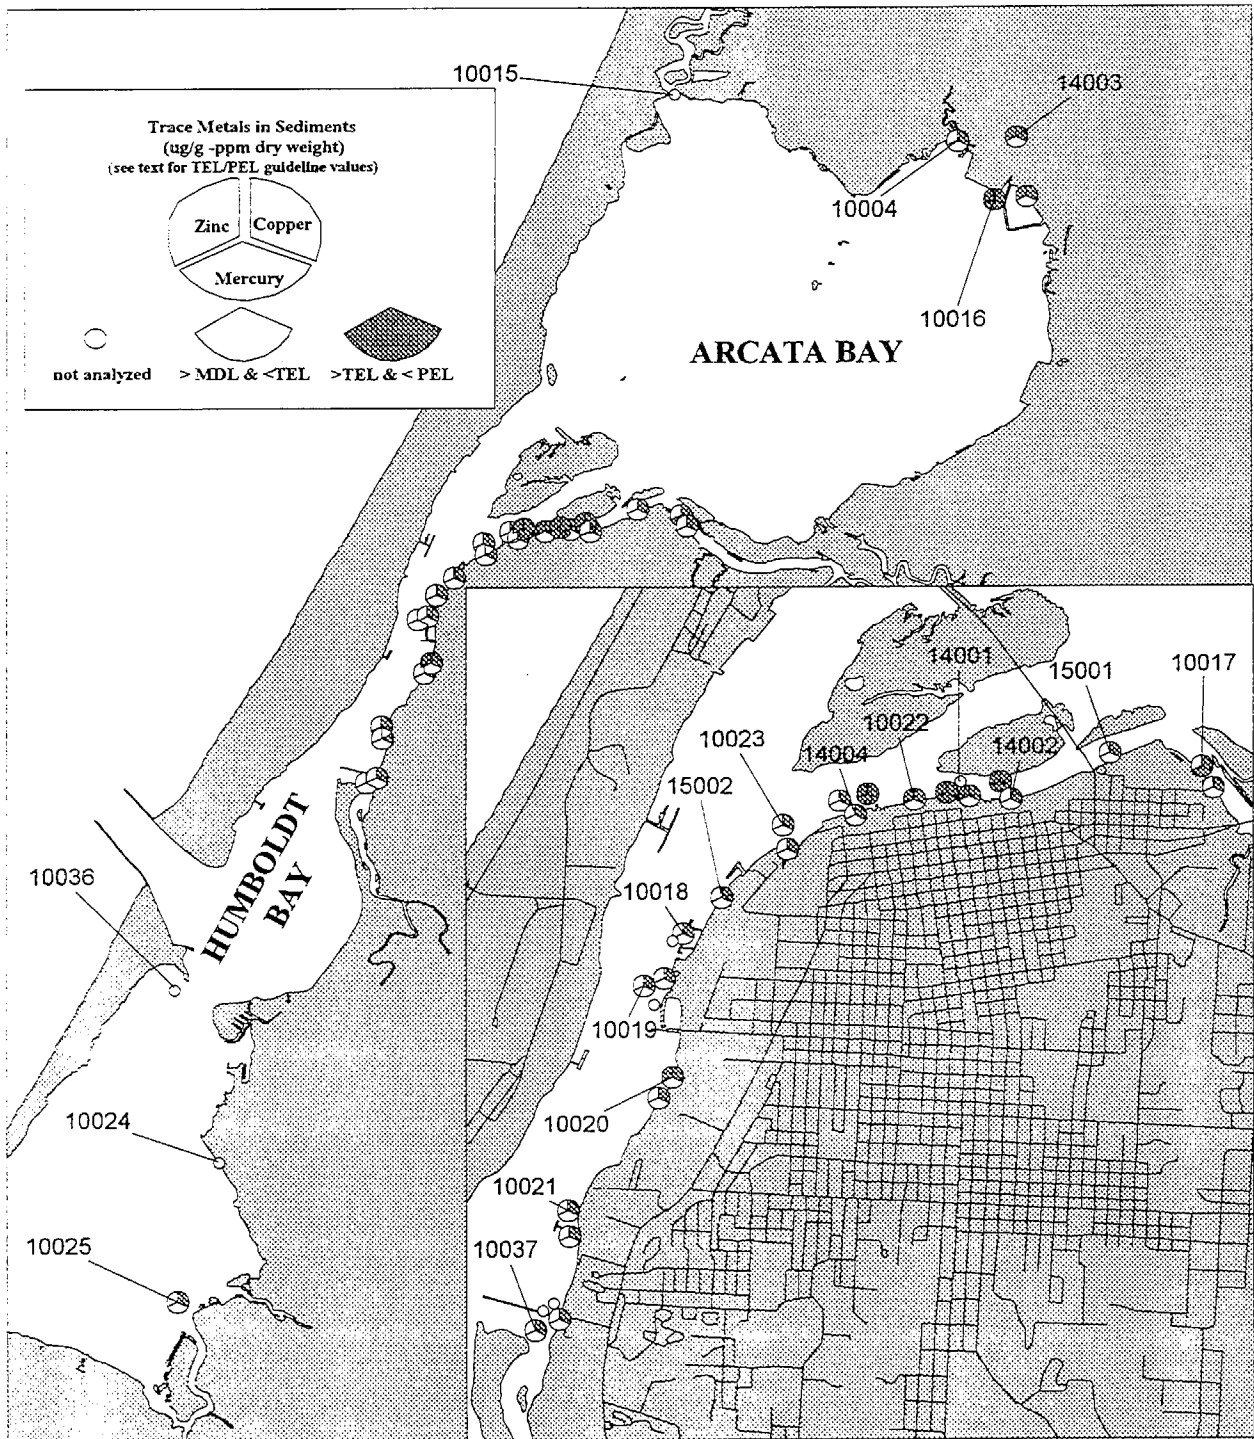 10015
14003
Trace Metals in Sediments
(ug/g -ppm dry weight)
(see text for TEL/PEL guideline values)
Zinc
Copper
Mercury
not analyzed
> MDL & <TEL
>TEL & < PEL
10004
10016
ARCATA BAY
HUMBOLDT
BAY
10036
10024
10025
14001
15001
10017
10022
10023
14004
14002
15002
10018
10019
10020
10021
10037